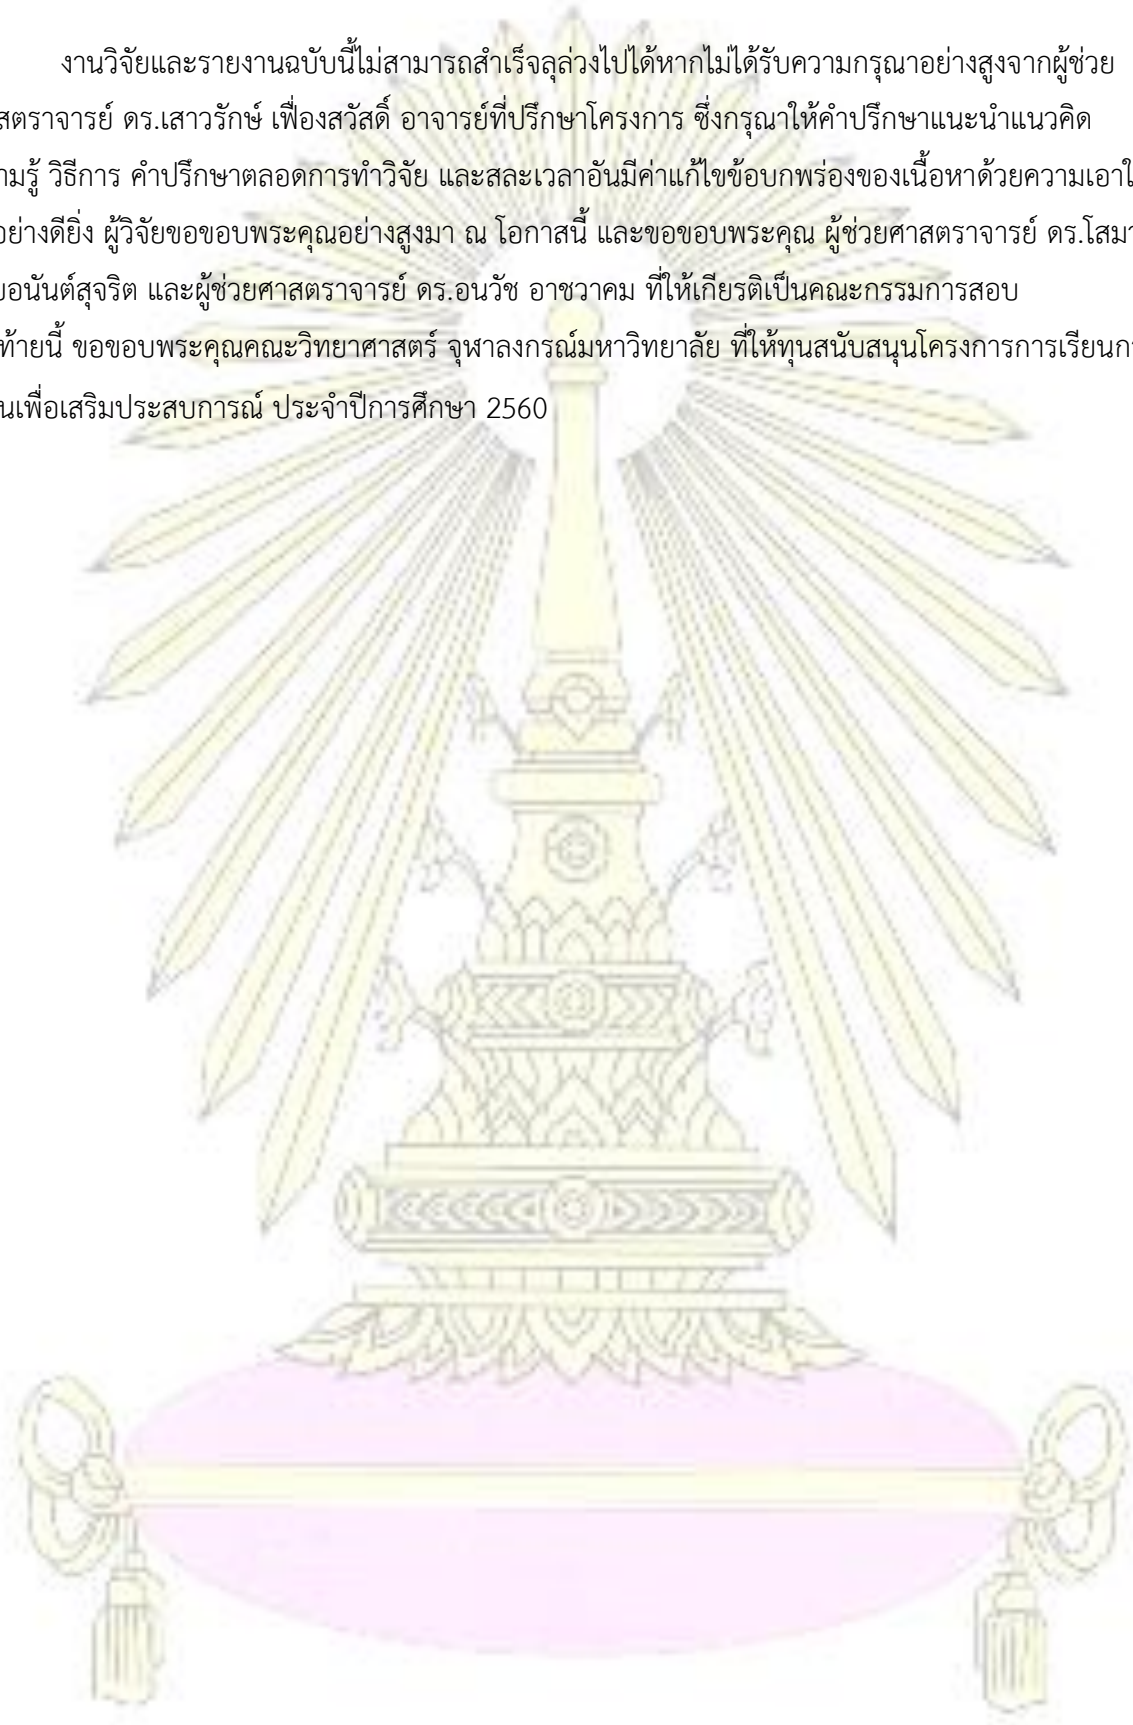 งานวิจัยและรายงานฉบับนี้ไม่สามารถสำเร็จลุล่วงไปได้หากไม่ได้รับความกรุณาอย่างสูงจากผู้ช่วย
สตราจารย์ ดร.เสาวรักษ์ เฟื่องสวัสดิ์ อาจารย์ที่ปรึกษาโครงการ ซึ่งกรุณาให้คำปรึกษาแนะนำแนวคิด
ามรู้ วิธีการ คำปรึกษาตลอดการทำวิจัย และสละเวลาอันมีค่าแก้ไขข้อบกพร่องของเนื้อหาด้วยความเอาใ
อย่างดียิ่ง ผู้วิจัยขอขอบพระคุณอย่างสูงมา ณ โอกาสนี้ และขอขอบพระคุณ ผู้ช่วยศาสตราจารย์ ดร.โสมา
ยอนันต์สุจริต และผู้ช่วยศาสตราจารย์ ดร.อนวัช อาชวาคม ที่ให้เกียรติเป็นคณะกรรมการสอบ
ท้ายนี้ ขอขอบพระคุณคณะวิทยาศาสตร์ จุฬาลงกรณ์มหาวิทยาลัย ที่ให้ทุนสนับสนุนโครงการการเรียนกา
นเพื่อเสริมประสบการณ์ ประจำปีการศึกษา 2560